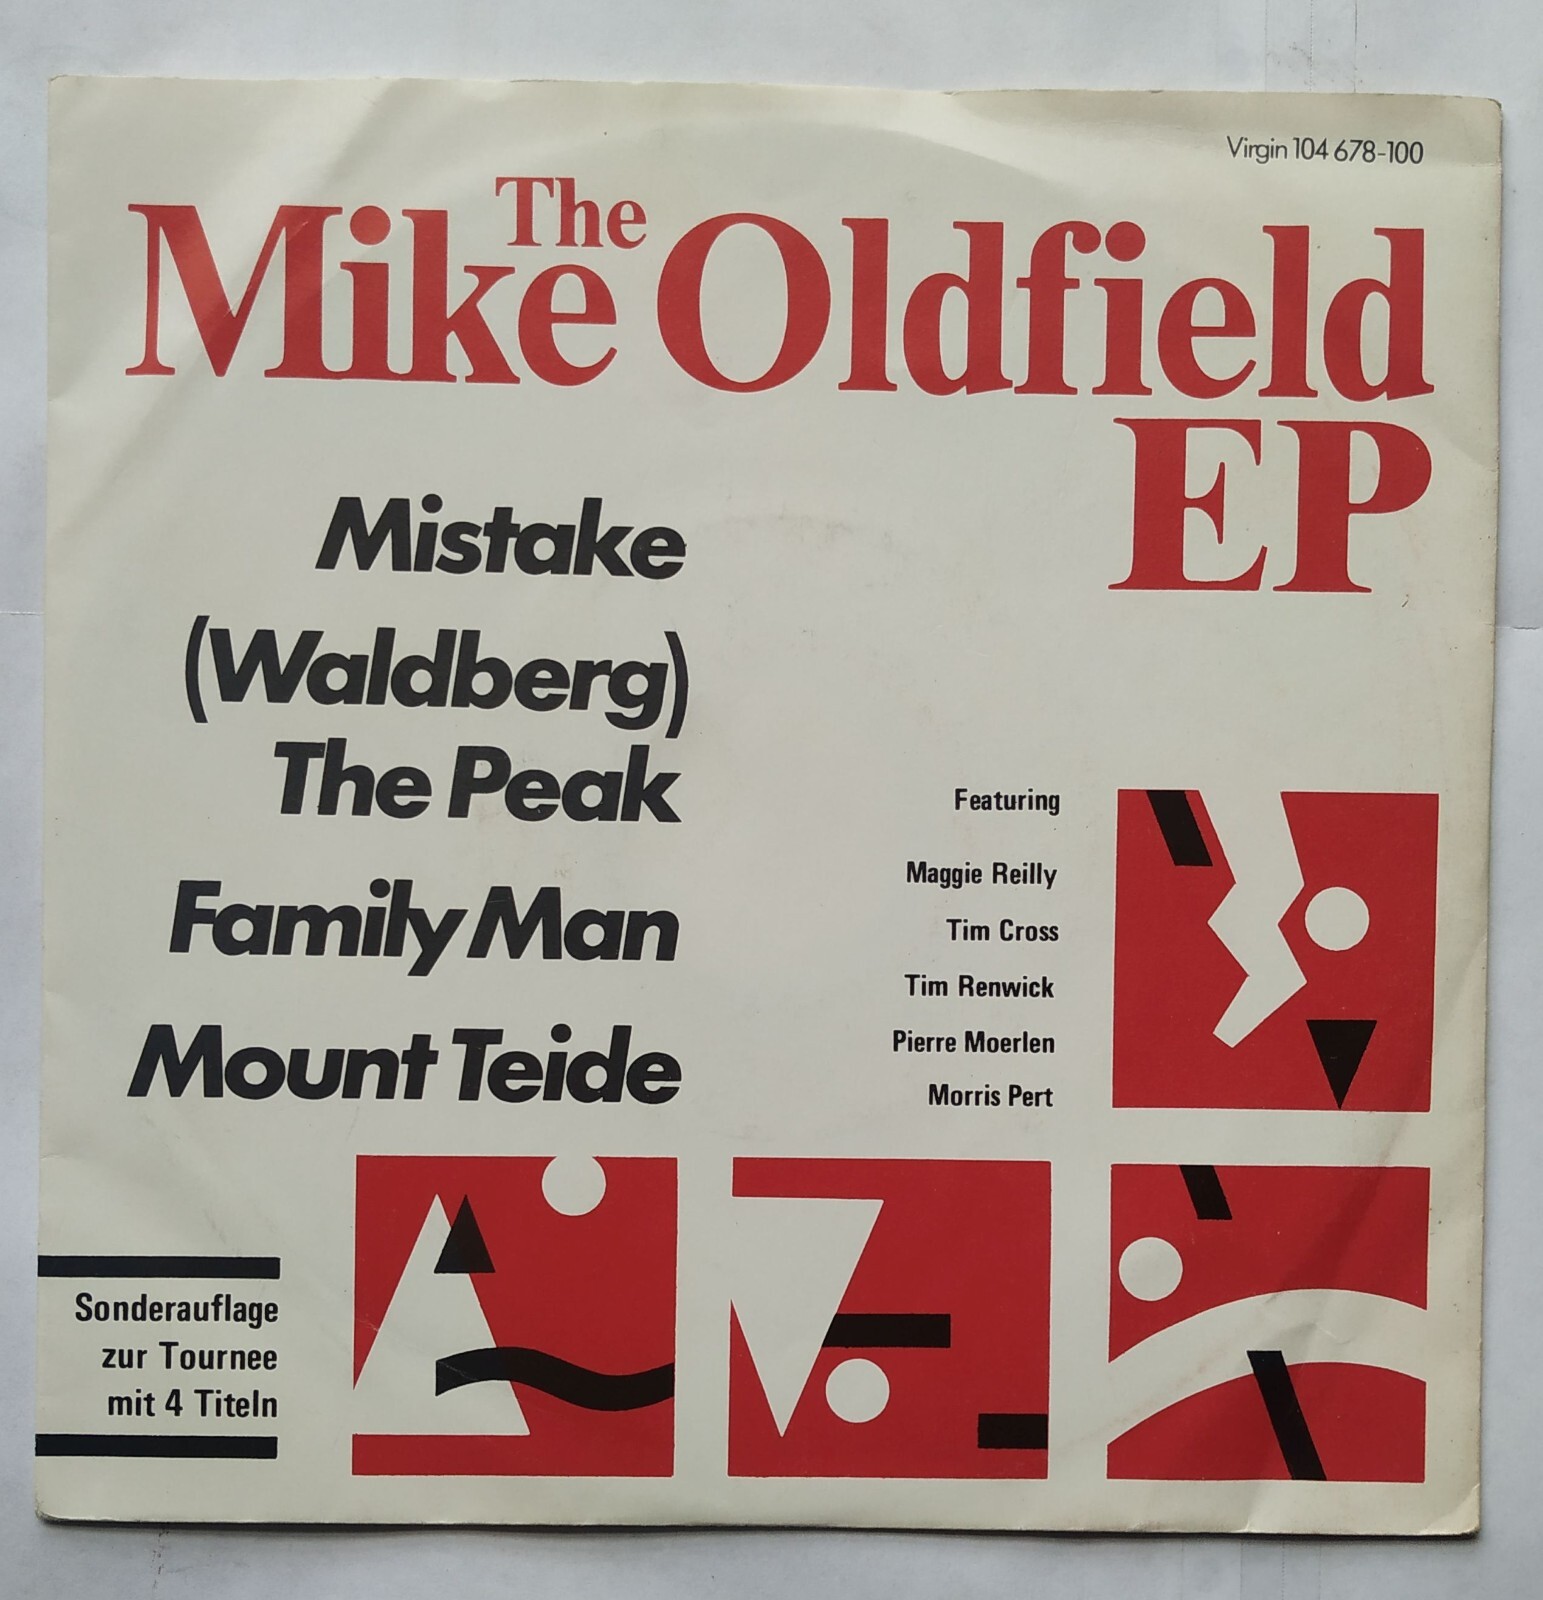 Virgin 104 678-100
The
Mike Oldfield
EP
Mistake
(Waldberg)
The Peak
Family Man
Mount Teide
Featuring
Maggie Reilly
Tim Cross
Tim Renwick
Pierre Moerlen
Morris Pert
Sonderauflage
zur Tournee
mit 4 Titeln